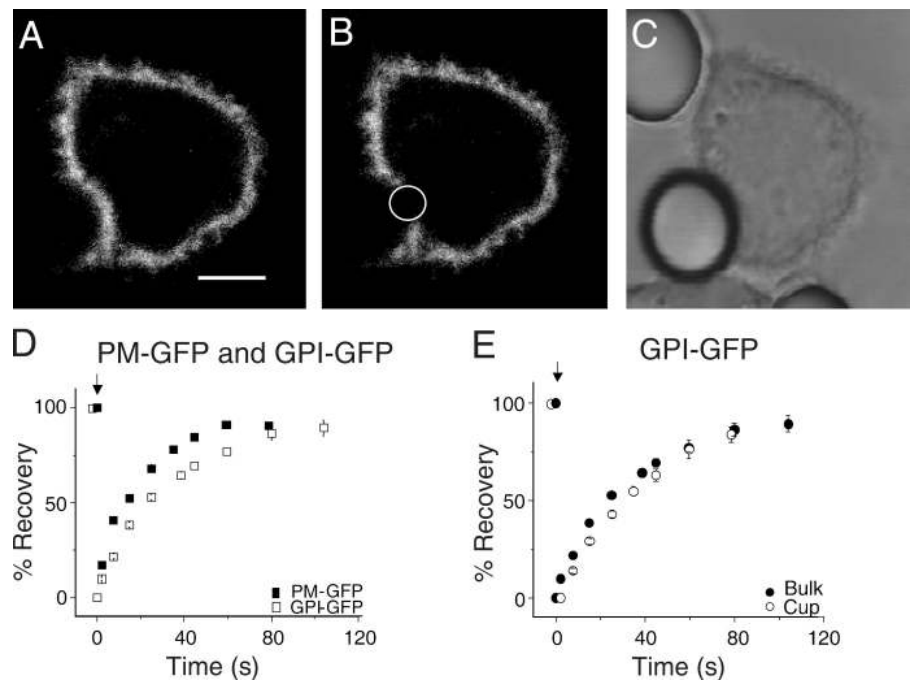 A
B
C
D
PM-GFP and GPI-GFP
100
50
0
% Recovery
PM-GFP
GPI-GFP
0
40
80
120
Time (s)
E
GPI-GFP
100
50
0
% Recovery
Bulk
Cup
0
40
80
120
Time (s)